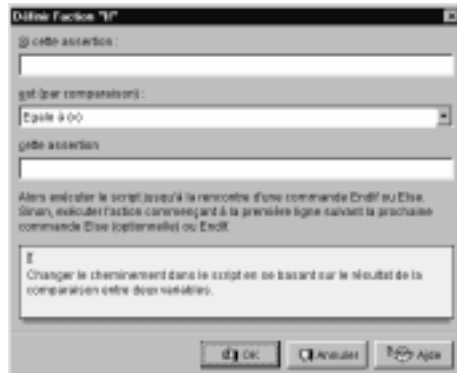 Définir l'action "If"
Si cette assertion :
est (par comparaison) :
Egale à (=)
cette assertion
Alors exécuter le script jusqu'à la rencontre d'une commande Endif ou Else.
Sinon, exécuter l'action commençant à la première ligne suivant la prochaine
commande Else (optionnelle) ou Endif.
If
Changer le cheminement dans le script en se basant sur le résultat de la
comparaison entre deux variables.
OK
Annuler
? Aide